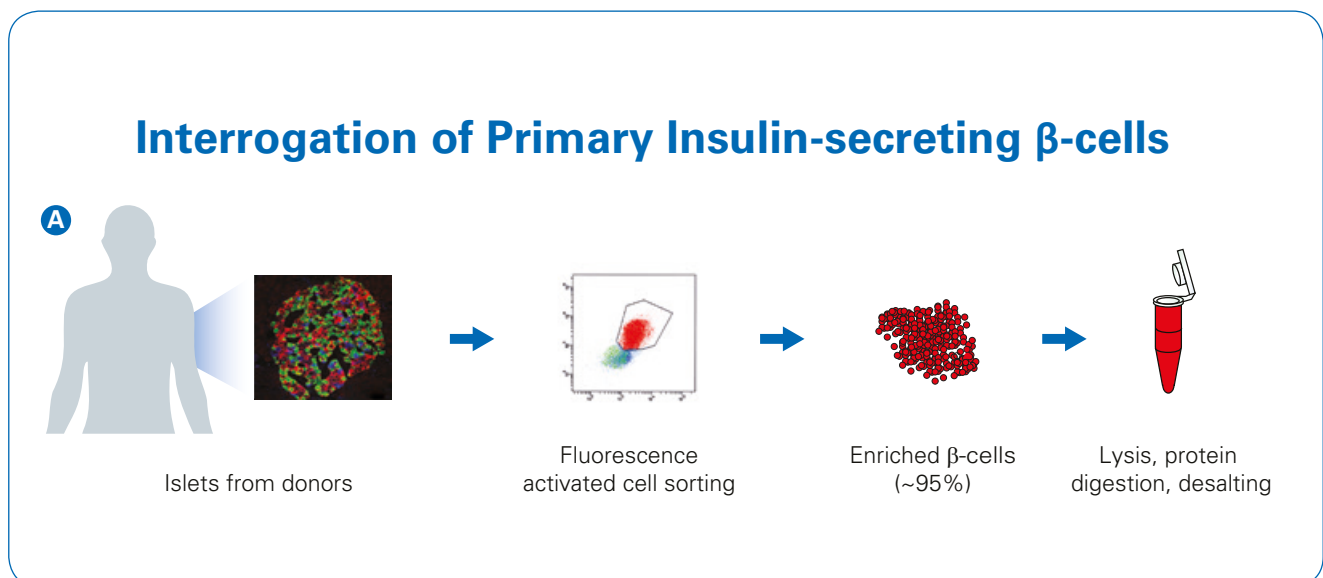 Interrogation of Primary Insulin-secreting β-cells
A
Islets from donors
Fluorescence
activated cell sorting
Enriched β-cells
(~95%)
Lysis, protein
digestion, desalting